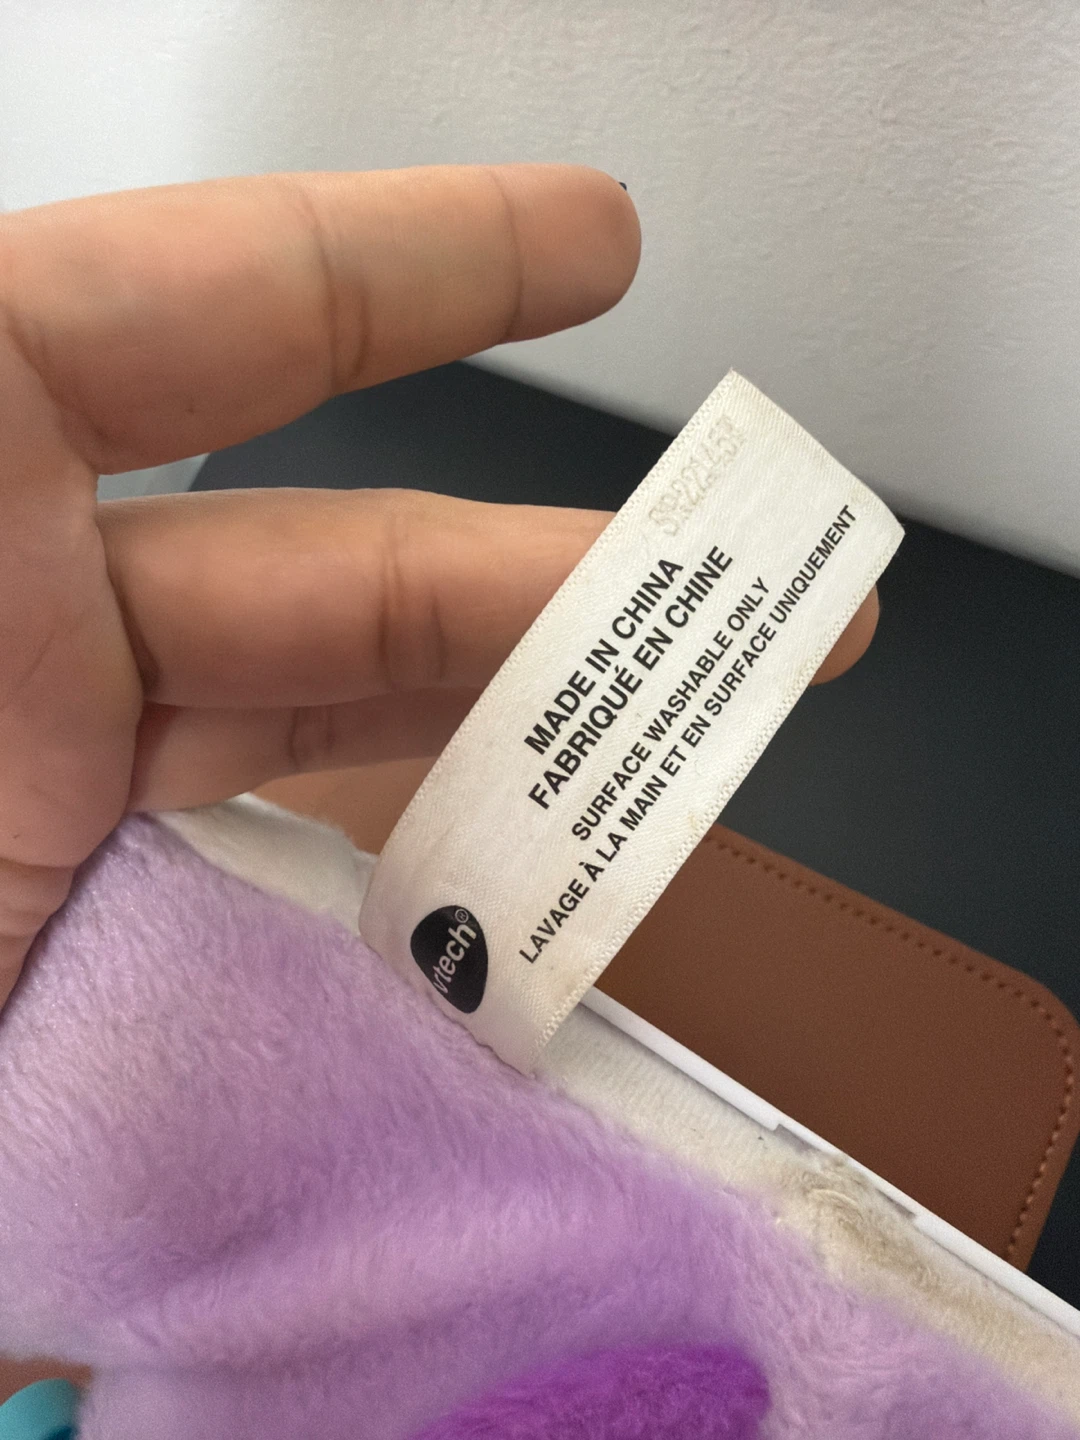 MADE IN CHINA
FABRIQUÉ EN CHINE
SURFACE WASHABLE ONLY
LAVAGE À LA MAIN ET EN SURFACE UNIQUEMENT
vtech®